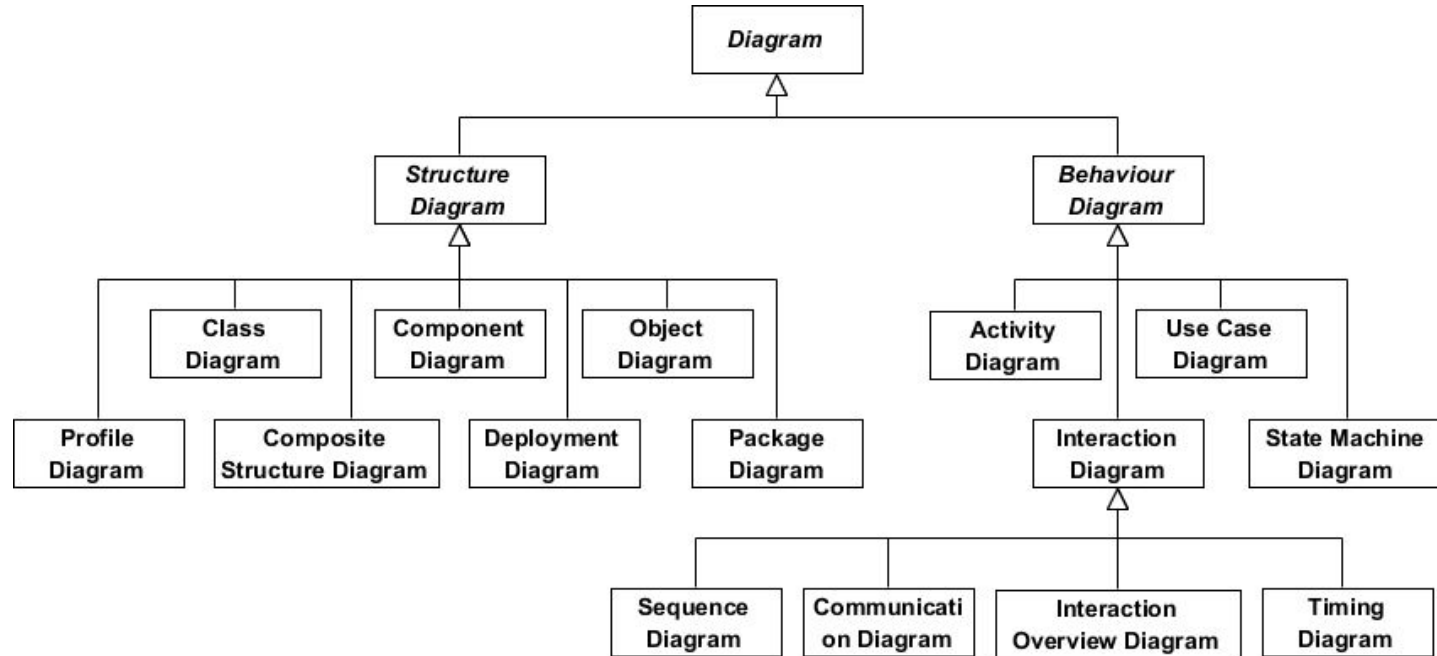 Diagram
Structure
Diagram
Behaviour
Diagram
Class
Diagram
Component
Diagram
Object
Diagram
Activity
Diagram
Use Case
Diagram
Profile
Diagram
Composite
Structure Diagram
Deployment
Diagram
Package
Diagram
Interaction
Diagram
State Machine
Diagram
Sequence
Diagram
Communicati
on Diagram
Interaction
Overview Diagram
Timing
Diagram